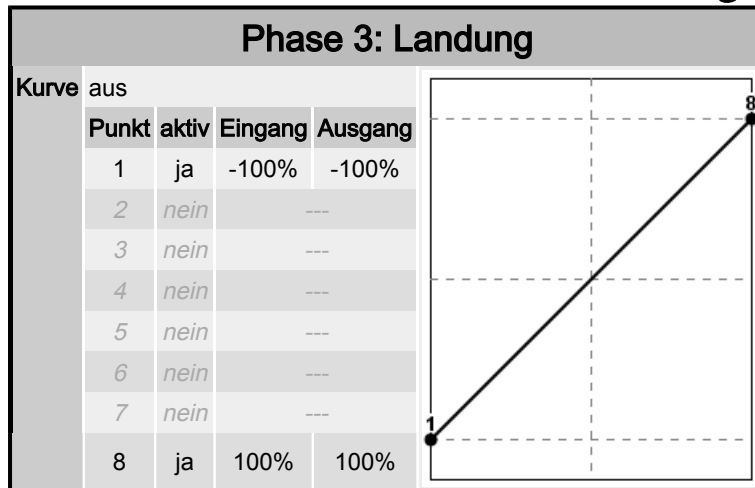 Phase 3: Landung
Kurve aus
Punkt aktiv Eingang Ausgang
1 ja -100% -100%
2 nein ---
3 nein ---
4 nein ---
5 nein ---
6 nein ---
7 nein ---
8 ja 100% 100%
8
1